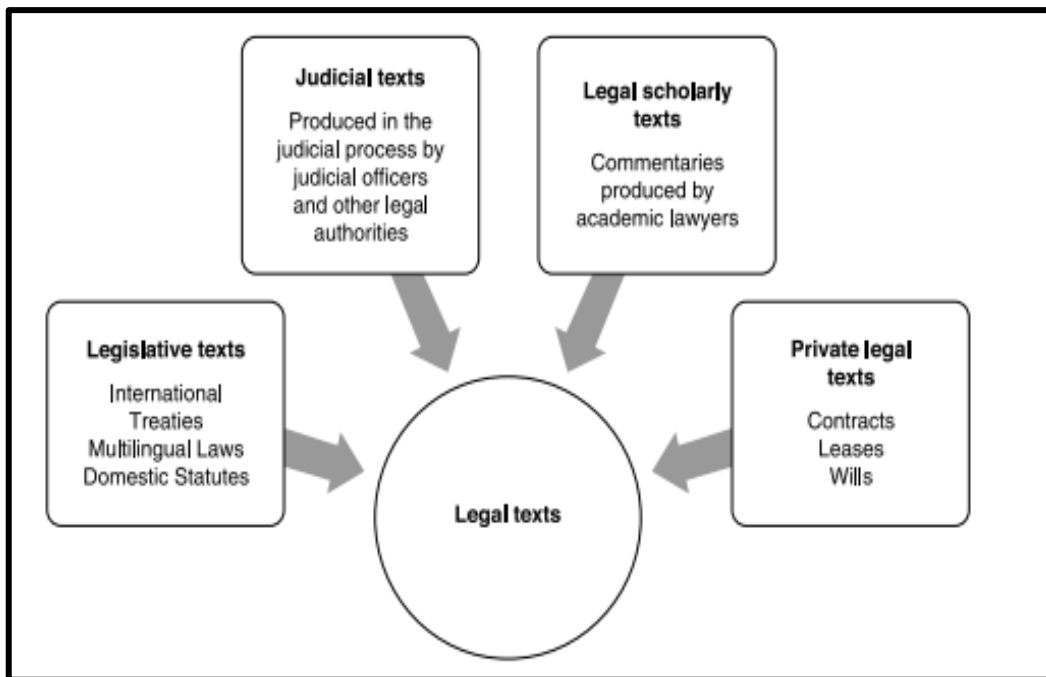 Judicial texts
Produced in the
judicial process by
judicial officers
and other legal
authorities
Legal scholarly
texts
Commentaries
produced by
academic lawyers
Legislative texts
International
Treaties
Multilingual Laws
Domestic Statutes
Private legal
texts
Contracts
Leases
Wills
Legal texts